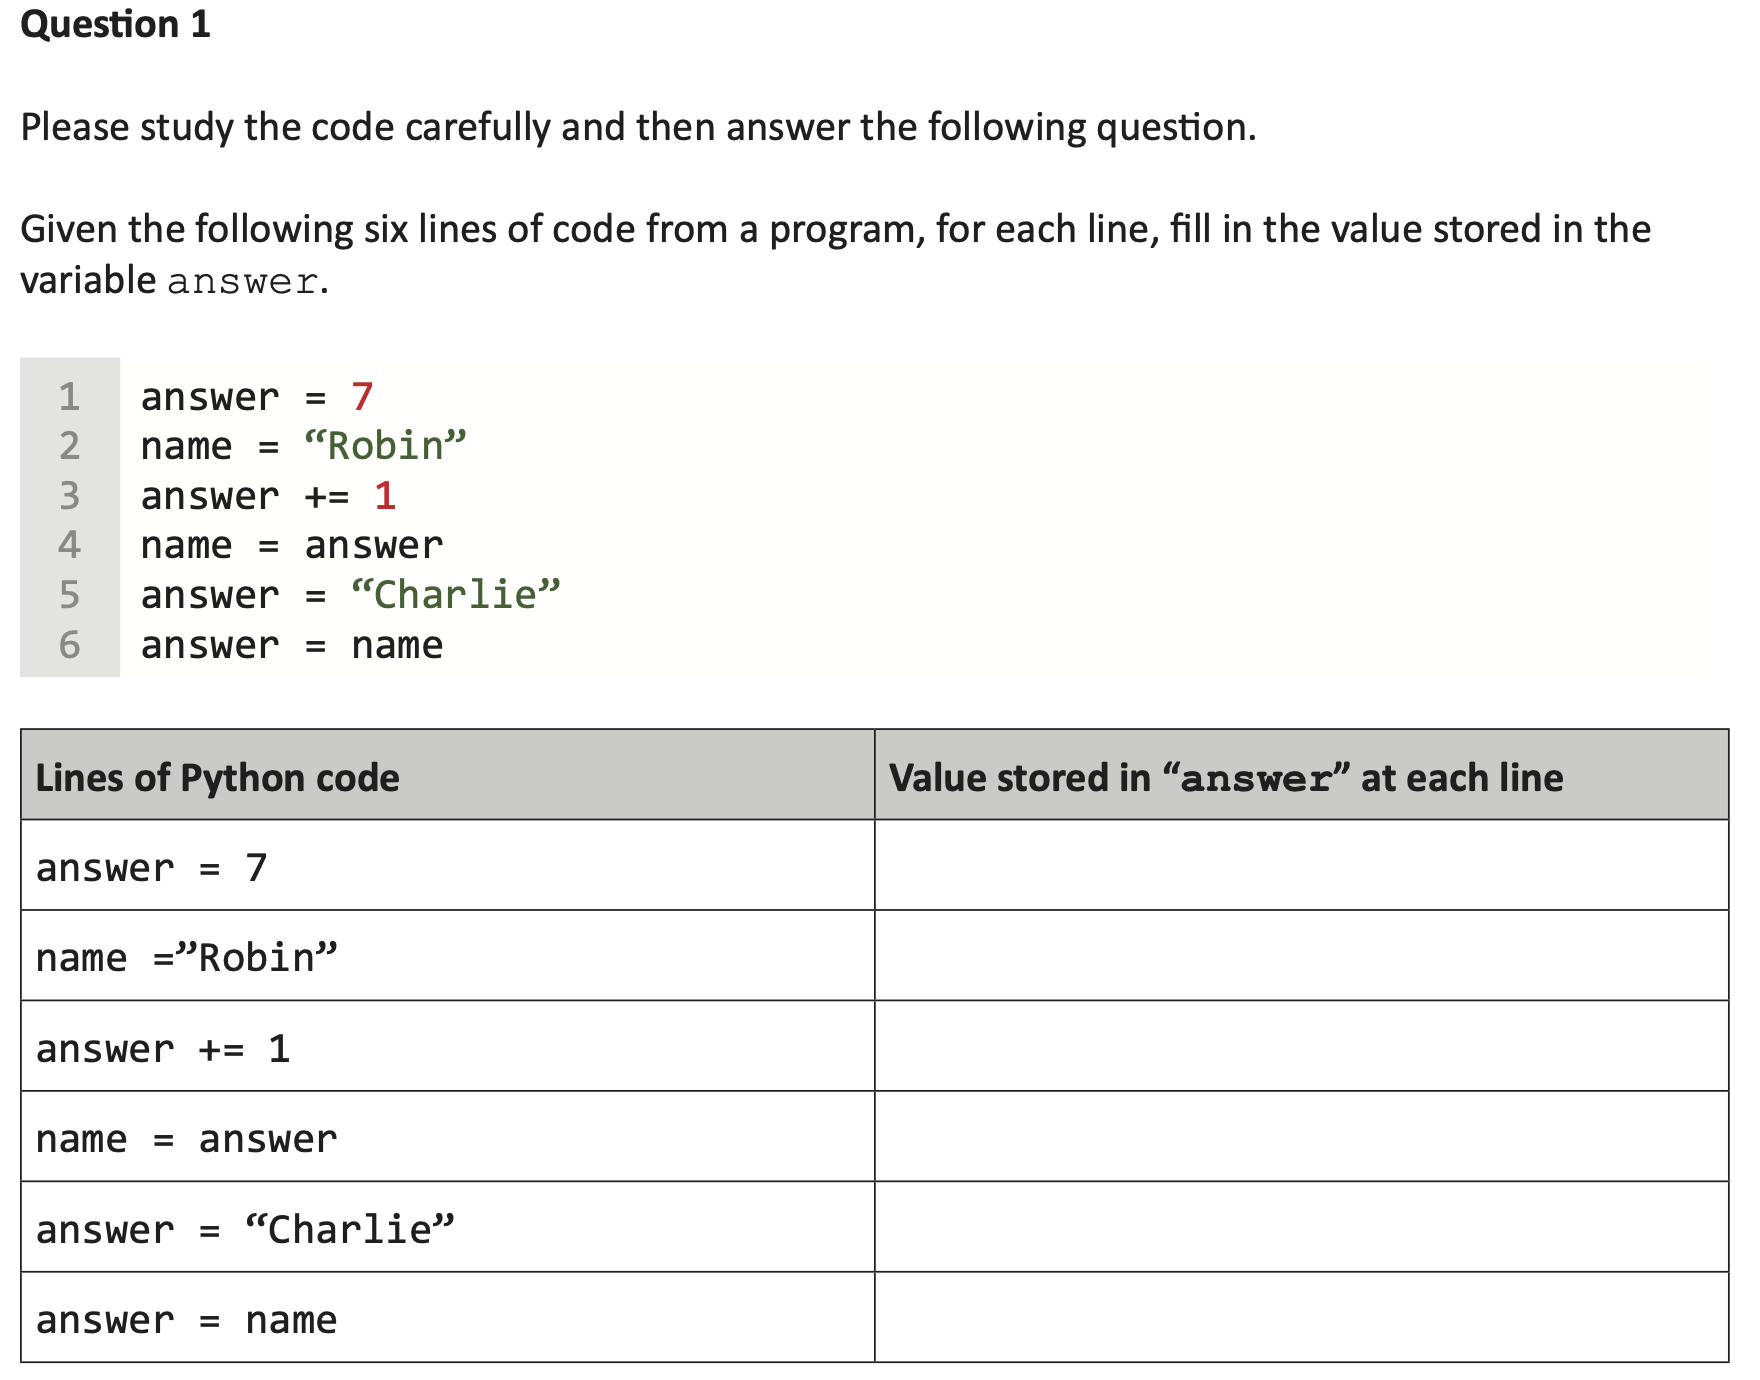 Question 1
Please study the code carefully and then answer the following question.
Given the following six lines of code from a program, for each line, fill in the value stored in the
variable answer.
1 answer = 7
2 name = “Robin”
3 answer += 1
4 name = answer
5 answer = “Charlie”
6 answer = name
Lines of Python code Value stored in “answer” at each line
answer = 7
name =”Robin”
answer += 1
name = answer
answer = “Charlie”
answer = name